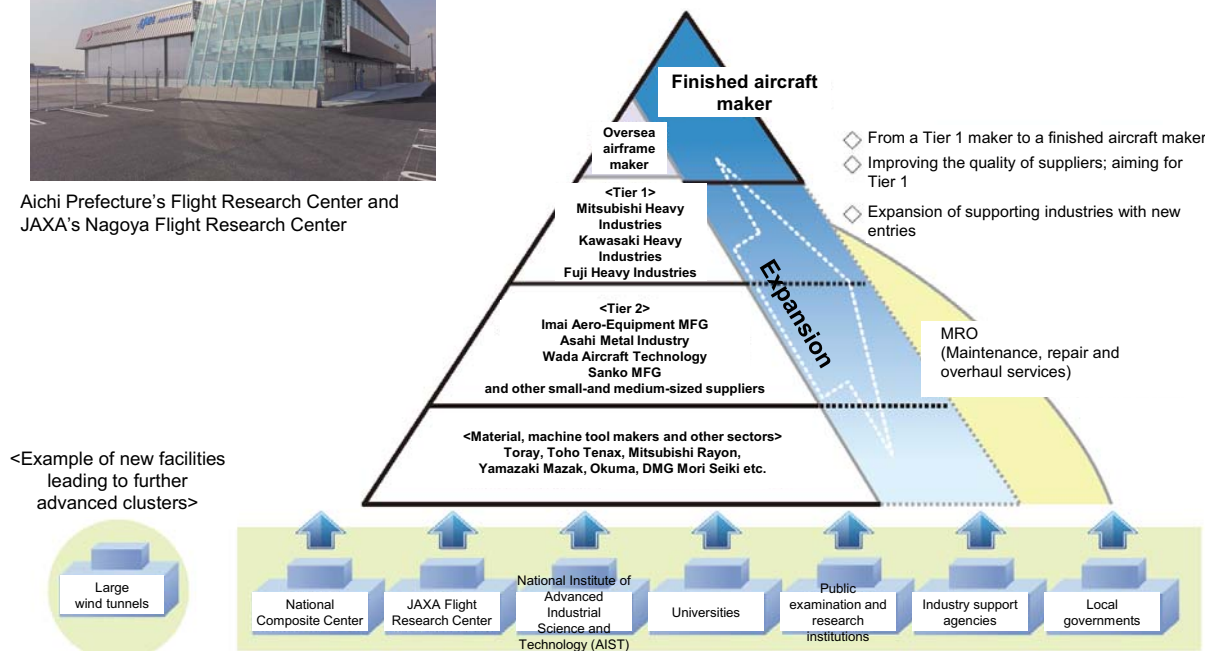 Aichi Prefecture's Flight Research Center and
JAXA's Nagoya Flight Research Center
Finished aircraft
maker
Oversea
airframe
maker
<Tier 1>
Mitsubishi Heavy
Industries
Kawasaki Heavy
Industries
Fuji Heavy Industries
<Tier 2>
Imai Aero-Equipment MFG
Asahi Metal Industry
Wada Aircraft Technology
Sanko MFG
and other small-and medium-sized suppliers
<Material, machine tool makers and other sectors>
Toray, Toho Tenax, Mitsubishi Rayon,
Yamazaki Mazak, Okuma, DMG Mori Seiki etc.
Expansion
From a Tier 1 maker to a finished aircraft maker
Improving the quality of suppliers; aiming for
Tier 1
Expansion of supporting industries with new
entries
MRO
(Maintenance, repair and
overhaul services)
<Example of new facilities
leading to further
advanced clusters>
Large
wind tunnels
National
Composite Center
JAXA Flight
Research Center
National Institute of
Advanced
Industrial
Science and
Technology (AIST)
Universities
Public
examination and
research
institutions
Industry support
agencies
Local
governments